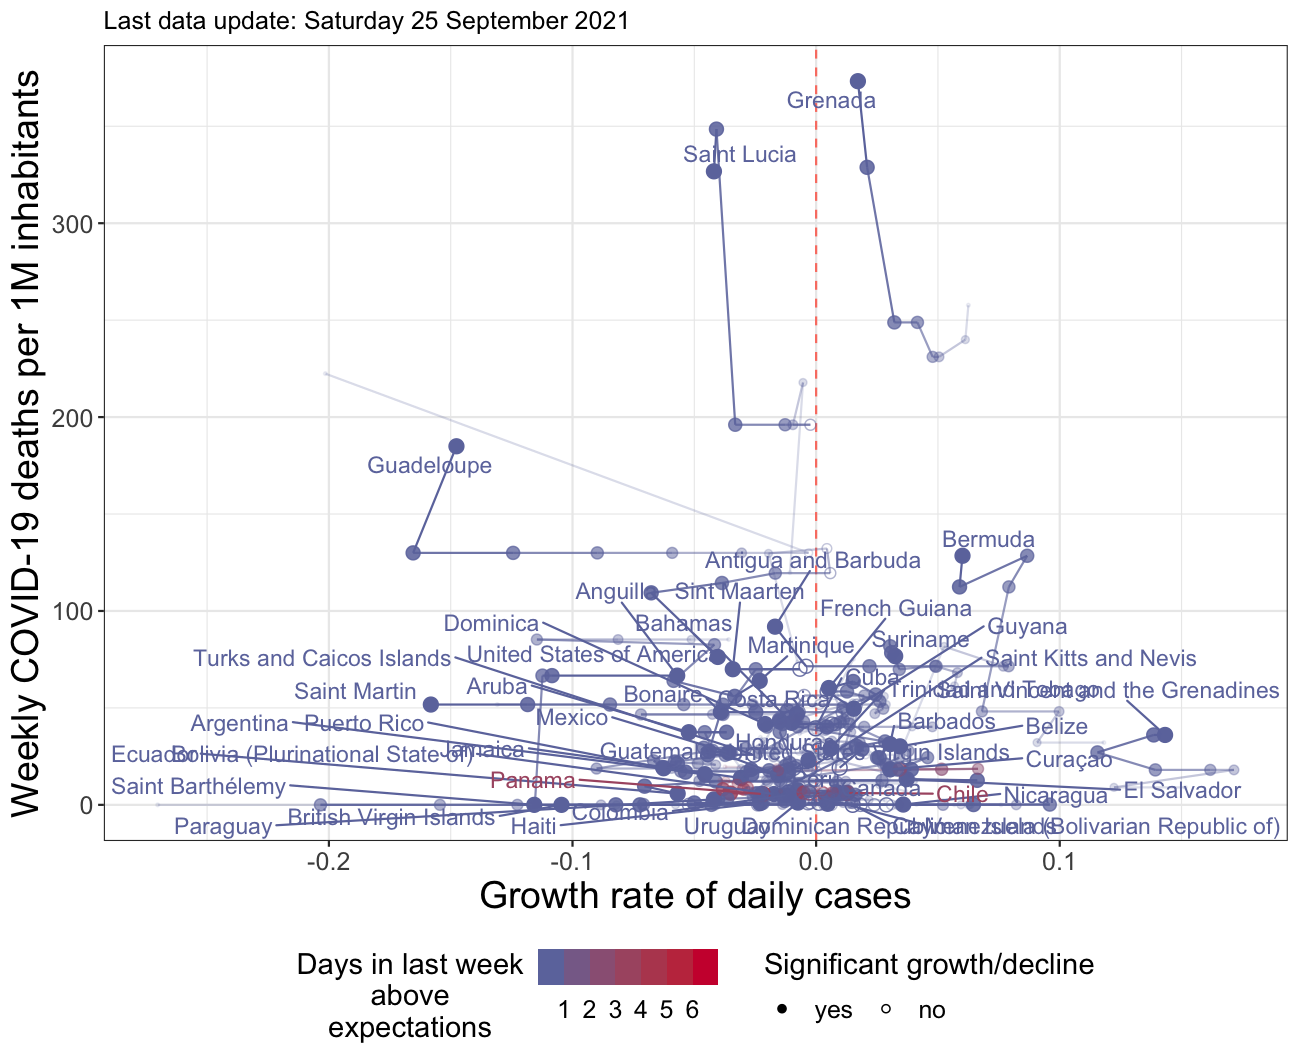 Last data update: Saturday 25 September 2021
Weekly COVID-19 deaths per 1M inhabitants
Grenada
Saint Lucia
300
200
Guadeloupe
Bermuda
Antigua and Barbuda
Anguill
Sint Maarten
100
French Guiana
Dominica
Bahamas
Guyana
Suriname
Martinique
United States of Americ
Turks and Caicos Islands
Saint Kitts and Nevis
Cuba
Aruba
Saint Martin
Bonaire
Costa Rica
Trinidad and Tobago
Saint Vincent and the Grenadines
Mexico
Argentina
Puerto Rico
Barbados
Belize
Honduras
Jamaica
Guatemal
Ecuador
Bolivia (Plurinational State of)
Islands
Curaçao
Panama
Saint Barthélemy
Canada
Chile
Nicaragua
El Salvador
0
British Virgin Islands
Colombia
Paraguay
Haiti
Uruguay
Dominican Republic
Cayman Islands
Venezuela (Bolivarian Republic of)
-0.2
-0.1
0.0
0.1
Growth rate of daily cases
Days in last week
above
expectations
1 2 3 4 5 6
Significant growth/decline
yes
no